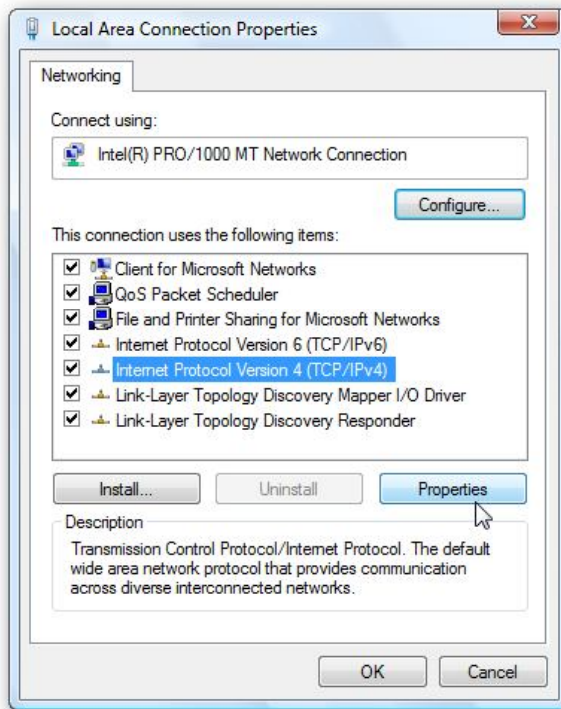 Local Area Connection Properties
Networking
Connect using:
Intel(R) PRO/1000 MT Network Connection
Configure...
This connection uses the following items:
Client for Microsoft Networks
QoS Packet Scheduler
File and Printer Sharing for Microsoft Networks
Internet Protocol Version 6 (TCP/IPv6)
Internet Protocol Version 4 (TCP/IPv4)
Link-Layer Topology Discovery Mapper I/O Driver
Link-Layer Topology Discovery Responder
Install... Uninstall Properties
Description
Transmission Control Protocol/Internet Protocol. The default
wide area network protocol that provides communication
across diverse interconnected networks.
OK Cancel